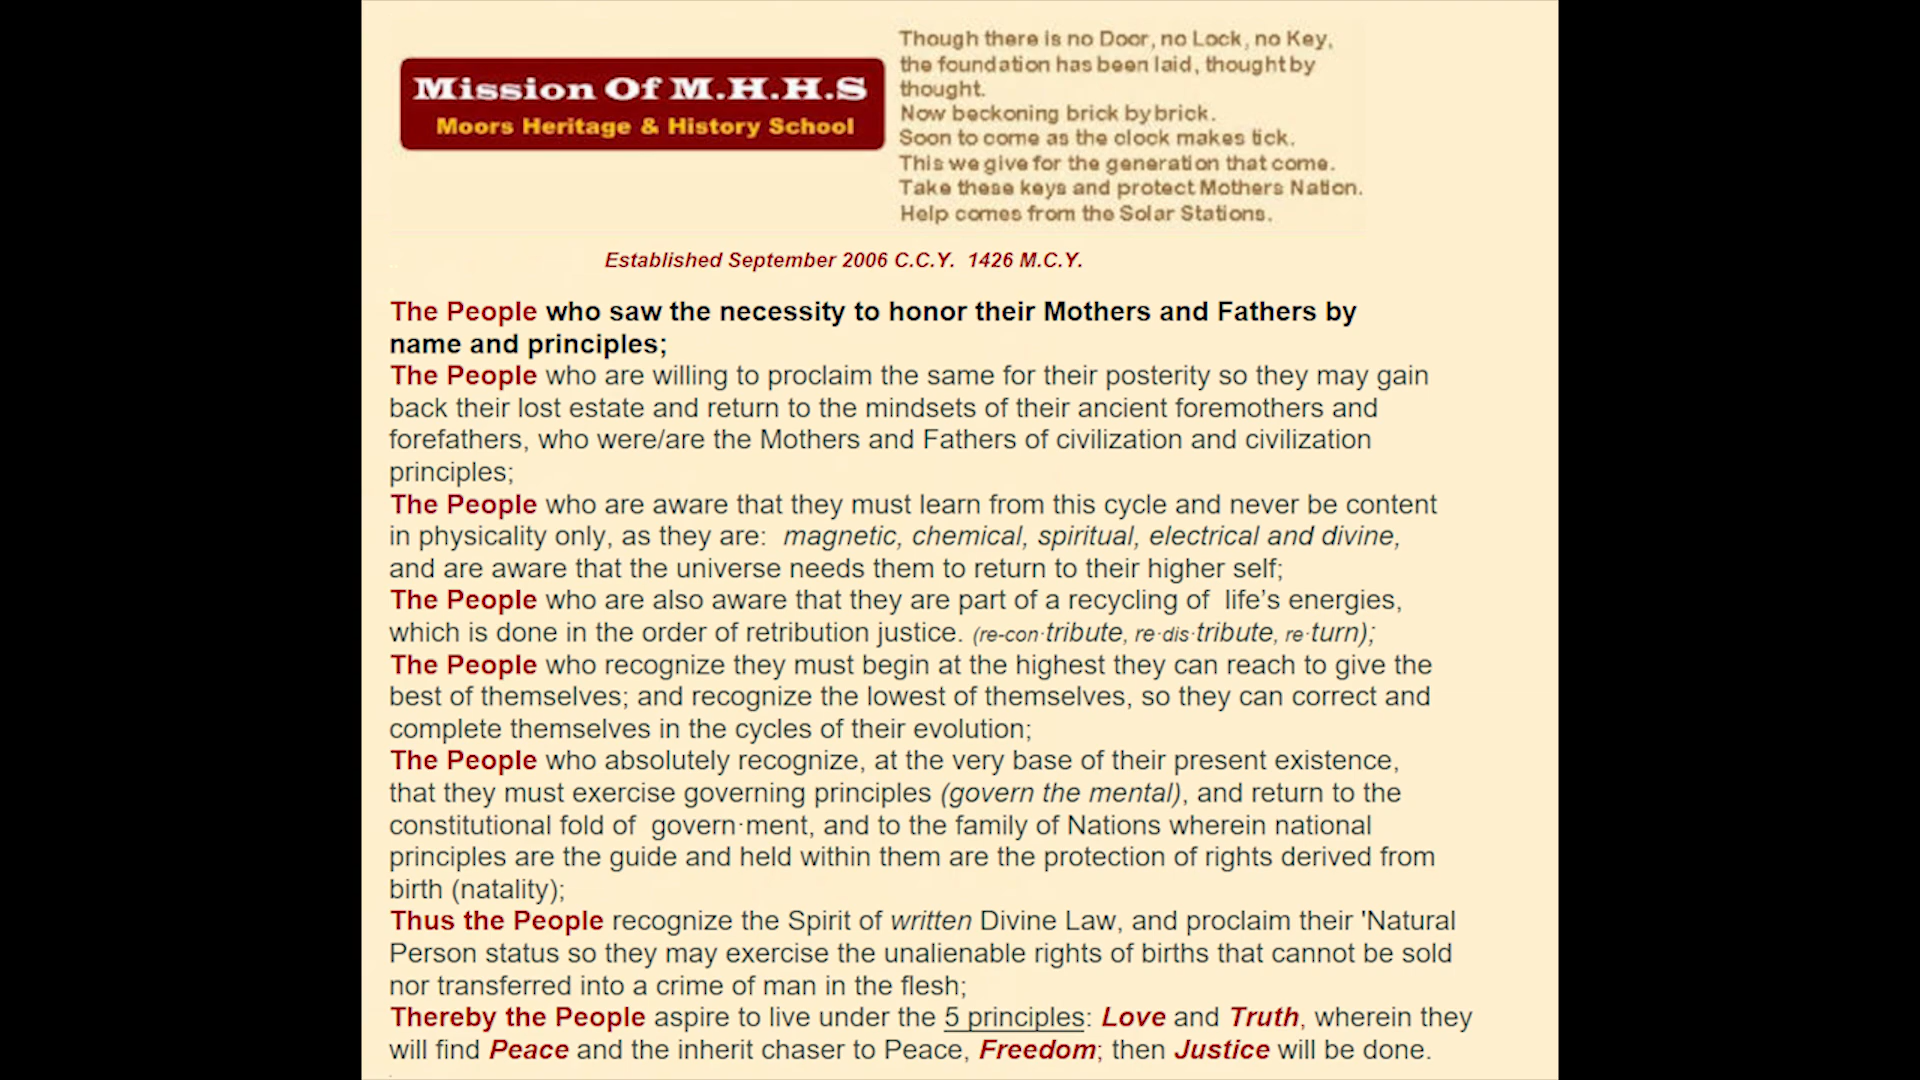 Mission Of M.H.H.S
Moors Heritage & History School
Though there is no Door, no Lock, no Key,
the foundation has been laid, thought by
thought.
Now beckoning brick by brick.
Soon to come as the clock makes tick.
This we give for the generation that come.
Take these keys and protect Mothers Nation.
Help comes from the Solar Stations.
Established September 2006 C.C.Y.  1426 M.C.Y.
The People who saw the necessity to honor their Mothers and Fathers by
name and principles;
The People who are willing to proclaim the same for their posterity so they may gain
back their lost estate and return to the mindsets of their ancient foremothers and
forefathers, who were/are the Mothers and Fathers of civilization and civilization
principles;
The People who are aware that they must learn from this cycle and never be content
in physicality only, as they are:  magnetic, chemical, spiritual, electrical and divine,
and are aware that the universe needs them to return to their higher self;
The People who are also aware that they are part of a recycling of  life’s energies,
which is done in the order of retribution justice. (re-con·tribute, re·dis·tribute, re·turn);
The People who recognize they must begin at the highest they can reach to give the
best of themselves; and recognize the lowest of themselves, so they can correct and
complete themselves in the cycles of their evolution;
The People who absolutely recognize, at the very base of their present existence,
that they must exercise governing principles (govern the mental), and return to the
constitutional fold of  govern·ment, and to the family of Nations wherein national
principles are the guide and held within them are the protection of rights derived from
birth (natality);
Thus the People recognize the Spirit of written Divine Law, and proclaim their 'Natural
Person status so they may exercise the unalienable rights of births that cannot be sold
nor transferred into a crime of man in the flesh;
Thereby the People aspire to live under the 5 principles: Love and Truth, wherein they
will find Peace and the inherit chaser to Peace, Freedom; then Justice will be done.